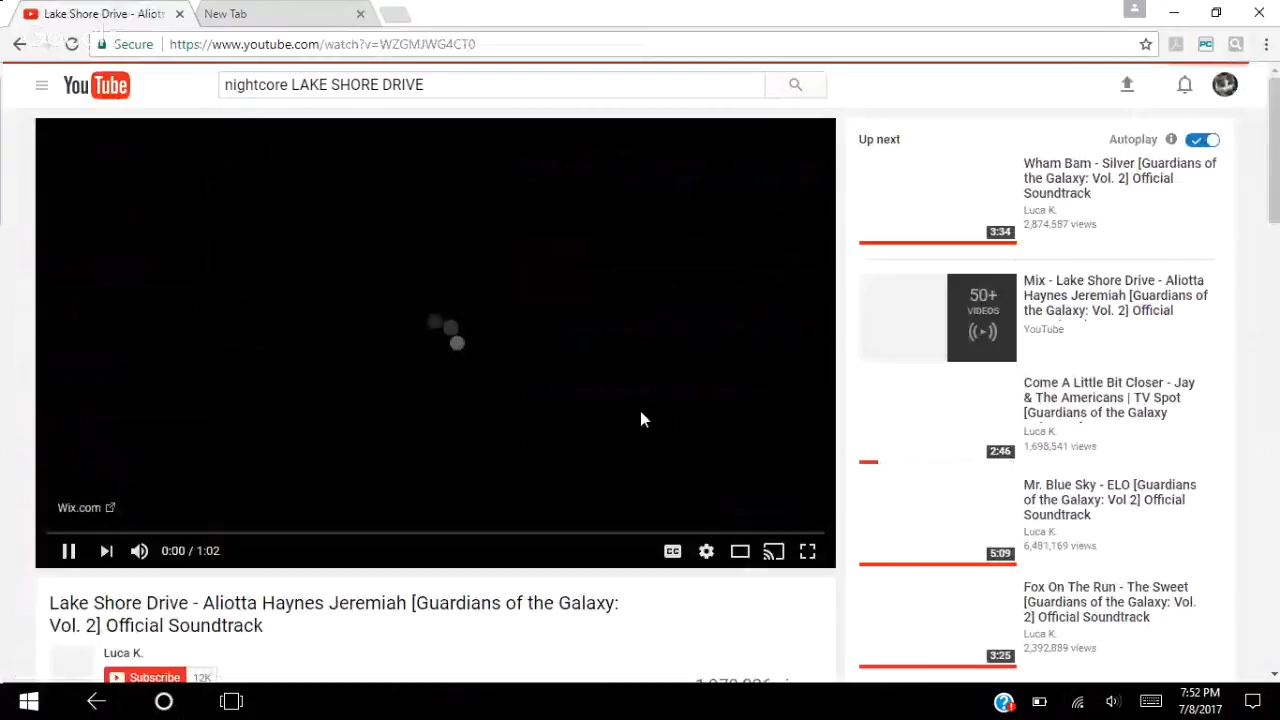 Lake Shore Drive - Aliott
New Tab
Secure
https://www.youtube.com/watch?v=WZGMJWG4CT0
YouTube
nightcore LAKE SHORE DRIVE
Wix.com
0:00 / 1:02
CC
Lake Shore Drive - Aliotta Haynes Jeremiah [Guardians of the Galaxy:
Vol. 2] Official Soundtrack
Luca K.
Subscribe
12K
Up next
Autoplay
Wham Bam - Silver [Guardians of
the Galaxy: Vol. 2] Official
Soundtrack
Luca K.
2,874,587 views
3:34
Mix - Lake Shore Drive - Aliotta
Haynes Jeremiah [Guardians of
the Galaxy: Vol. 2] Official
YouTube
50+
VIDEOS
Come A Little Bit Closer - Jay
& The Americans | TV Spot
[Guardians of the Galaxy
Luca K.
1,698,541 views
2:46
Mr. Blue Sky - ELO [Guardians
of the Galaxy: Vol 2] Official
Soundtrack
Luca K.
6,481,169 views
5:09
Fox On The Run - The Sweet
[Guardians of the Galaxy: Vol.
2] Official Soundtrack
Luca K.
2,392,889 views
3:25
7:52 PM
7/8/2017